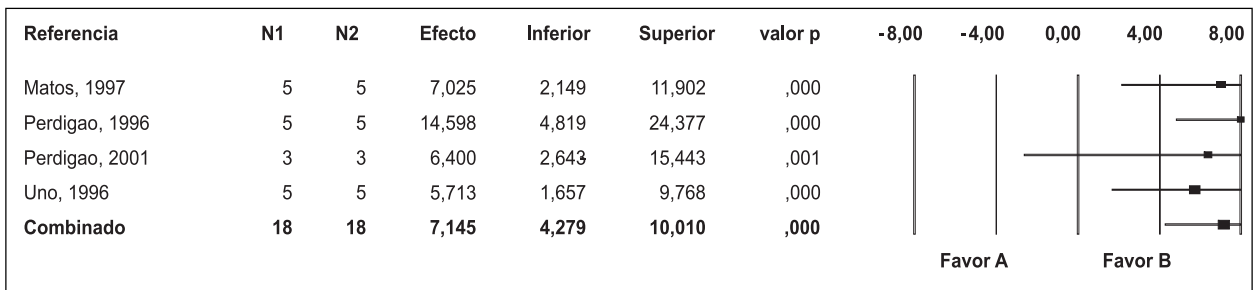 Referencia N1 N2 Efecto Inferior Superior valor p -8,00 -4,00 0,00 4,00 8,00
Matos, 1997 5 5 7,025 2,149 11,902 ,000
Perdigao, 1996 5 5 14,598 4,819 24,377 ,000
Perdigao, 2001 3 3 6,400 2,643- 15,443 ,001
Uno, 1996 5 5 5,713 1,657 9,768 ,000
Combinado 18 18 7,145 4,279 10,010 ,000
Favor A Favor B